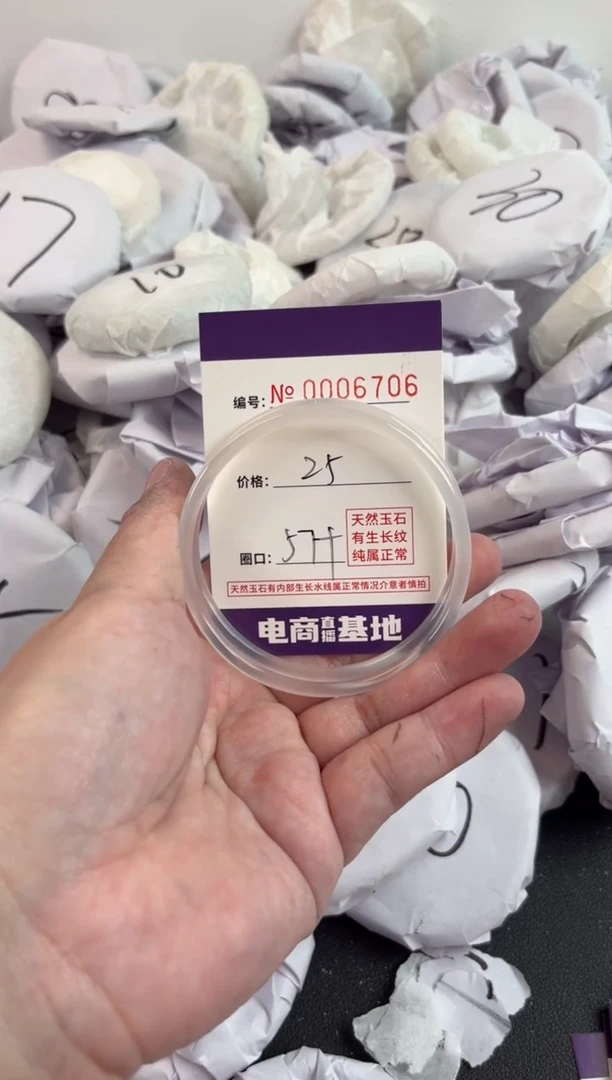 17
20
编号: № 0006706
价格: 25
圈口: 57
天然玉石
有生长纹
纯属正常
天然玉石有内部生长水线属正常情况介意者慎拍
电商直播基地